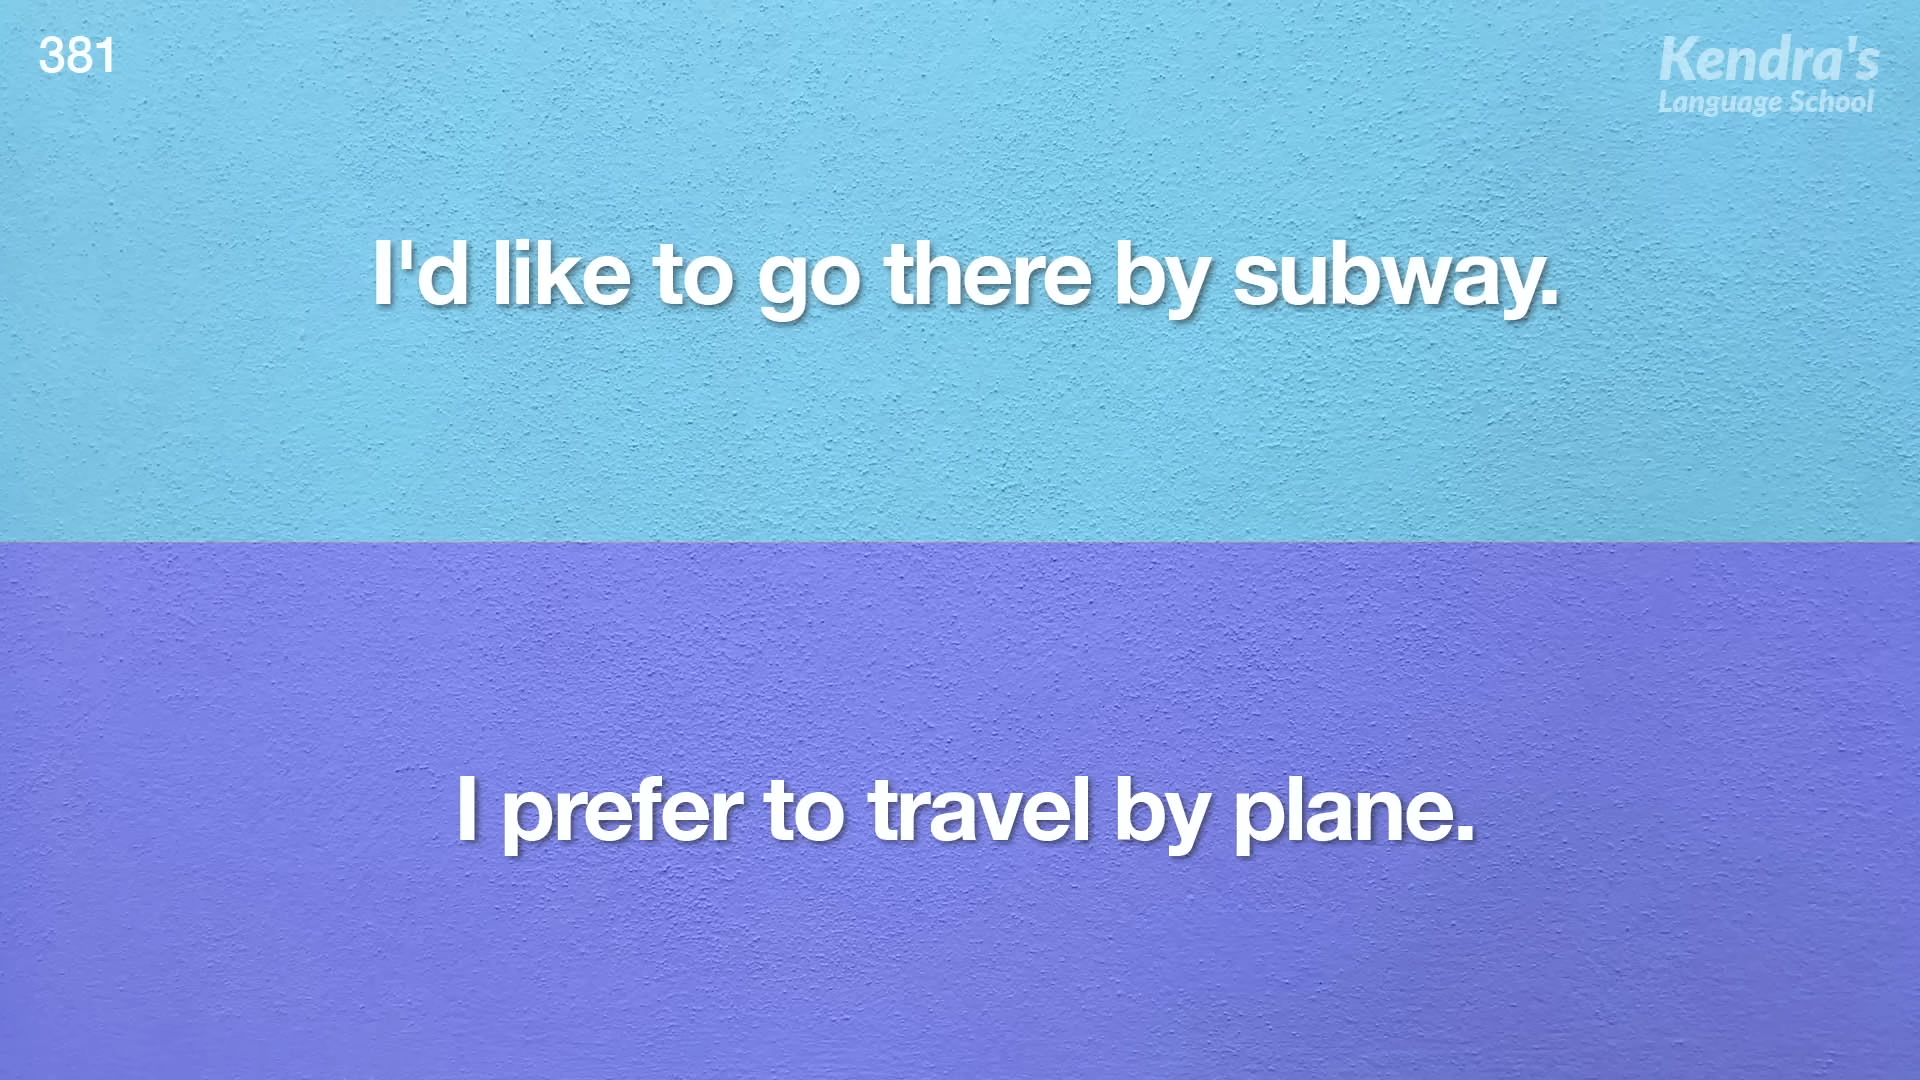 381
Kendra's
Language School
I'd like to go there by subway.
I prefer to travel by plane.